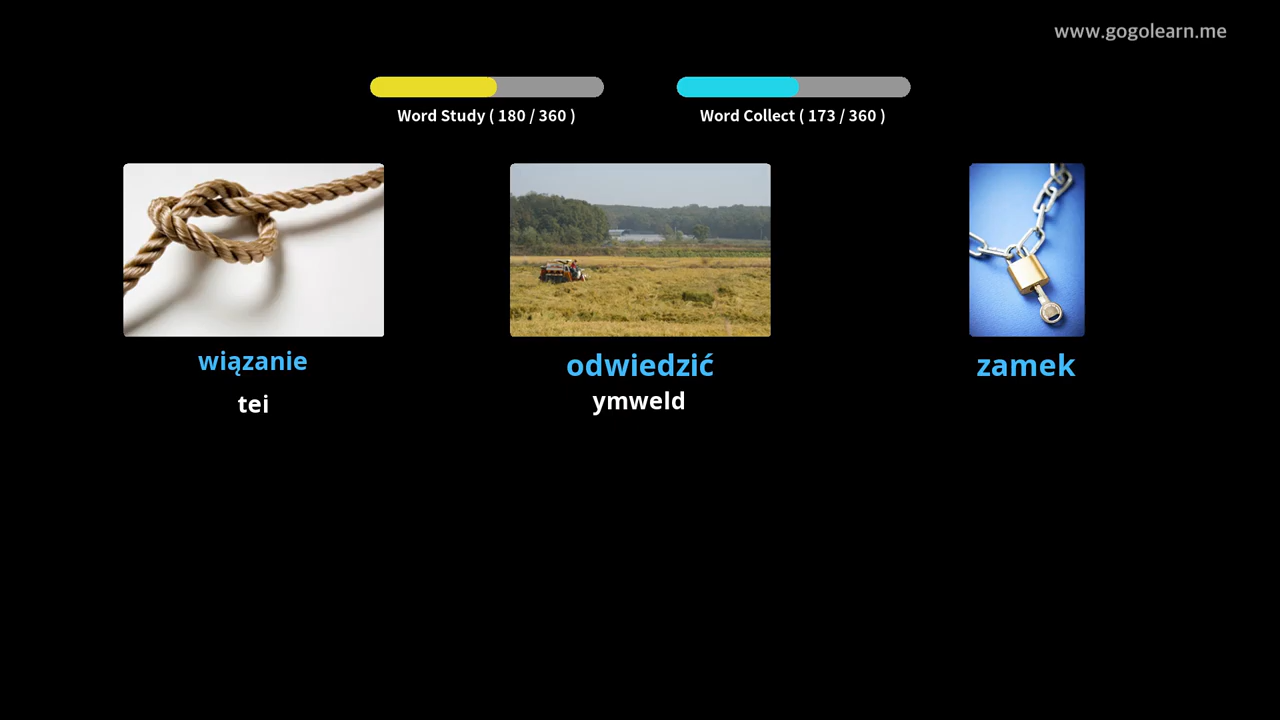 www.gogolearn.me
Word Study ( 180 / 360 )
Word Collect ( 173 / 360 )
wiązanie
tei
odwiedzić
ymweld
zamek